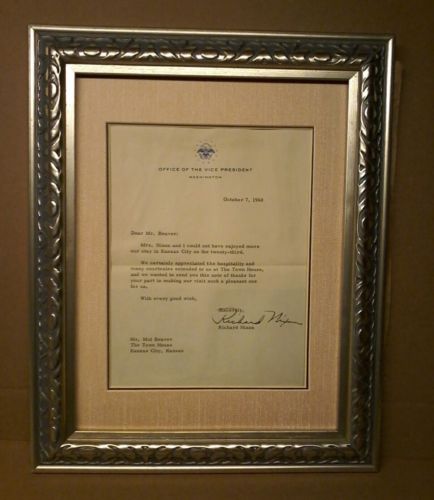 OFFICE OF THE VICE PRESIDENT
WASHINGTON
October 7, 1960
Dear Mr. Beaver:
Mrs. Nixon and I could not have enjoyed more
our stay in Kansas City on the twenty-third.
We certainly appreciated the hospitality and
many courtesies extended to us at The Town House,
and we wanted to send you this note of thanks for
your part in making our visit such a pleasant one
for us.
With every good wish,
Sincerely,
Richard Nixon
Richard Nixon
Mr. Mel Beaver
The Town House
Kansas City, Kansas